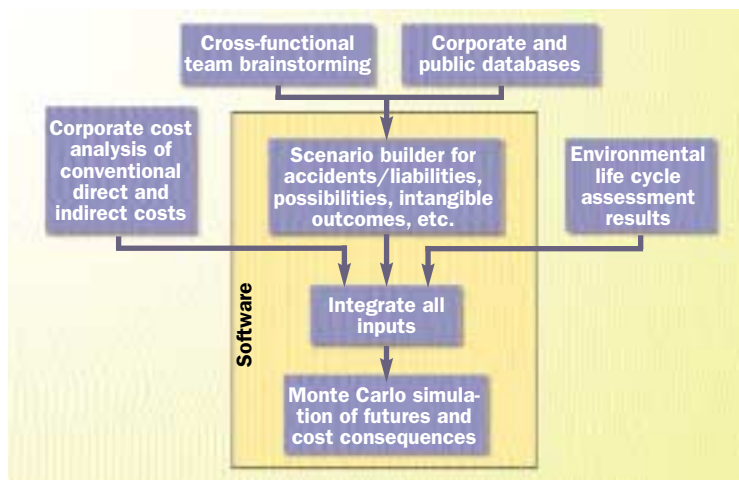 Cross-functional
team brainstorming
Corporate and
public databases
Corporate cost
analysis of
conventional
direct and
indirect costs
Scenario builder for
accidents/liabilities,
possibilities, intangible
outcomes, etc.
Environmental
life cycle
assessment
results
Software
Integrate all
inputs
Monte Carlo simula-
tion of futures and
cost consequences